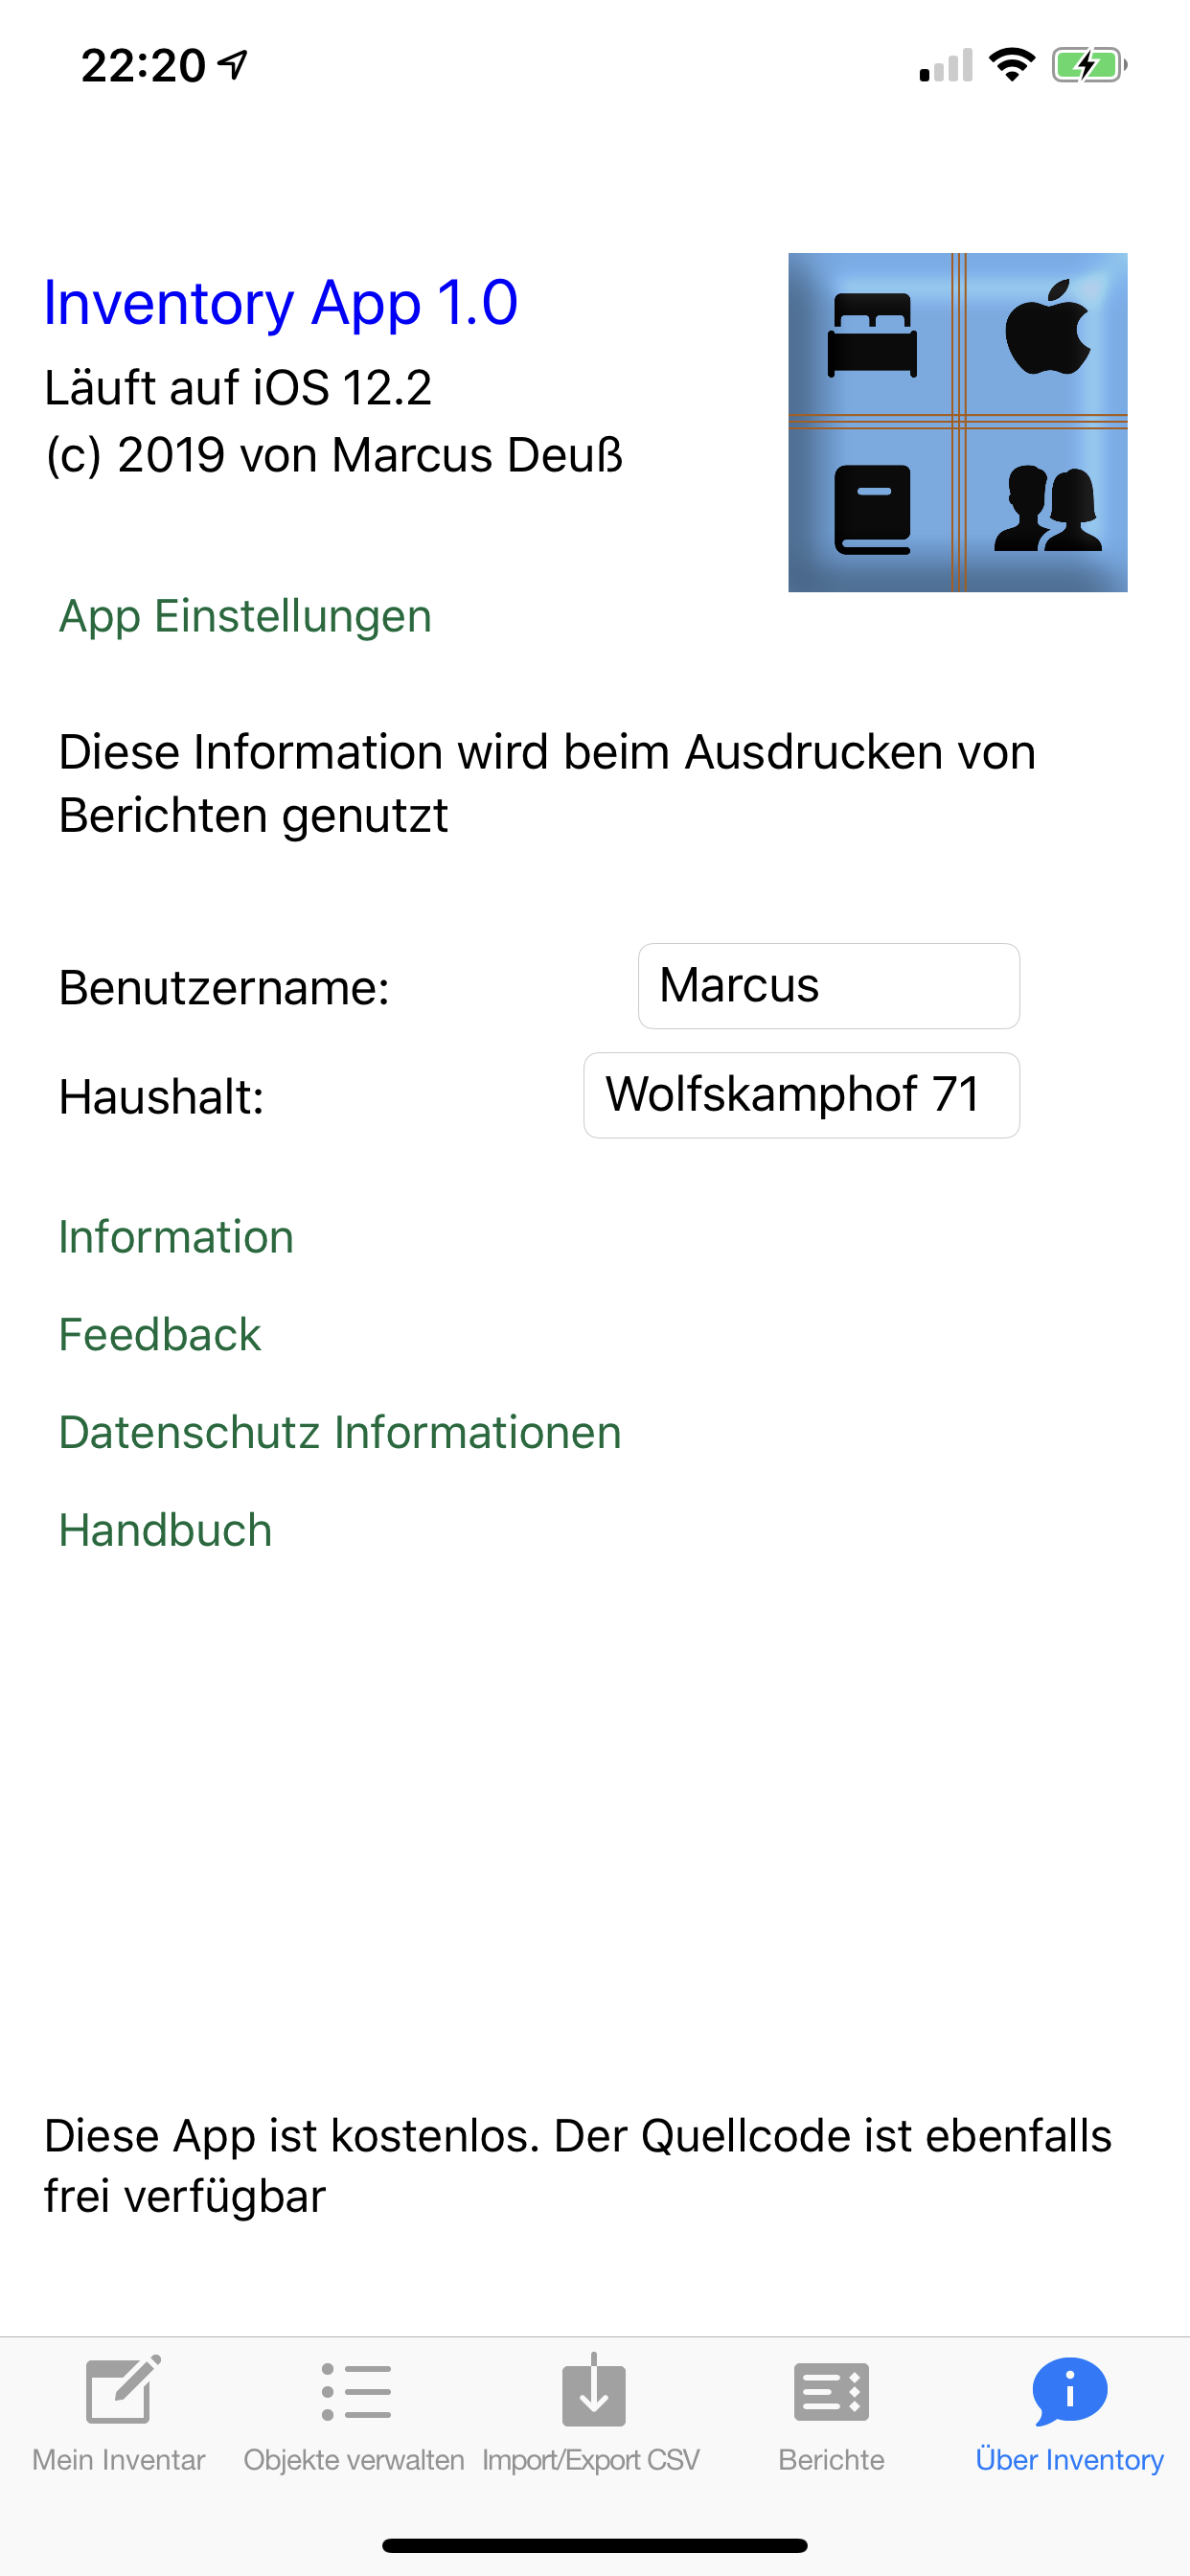 22:20
Inventory App 1.0
Läuft auf iOS 12.2
(c) 2019 von Marcus Deuß
App Einstellungen
Diese Information wird beim Ausdrucken von
Berichten genutzt
Benutzername: Marcus
Haushalt: Wolfskamphof 71
Information
Feedback
Datenschutz Informationen
Handbuch
Diese App ist kostenlos. Der Quellcode ist ebenfalls
frei verfügbar
Mein Inventar Objekte verwalten Import/Export CSV Berichte Über Inventory